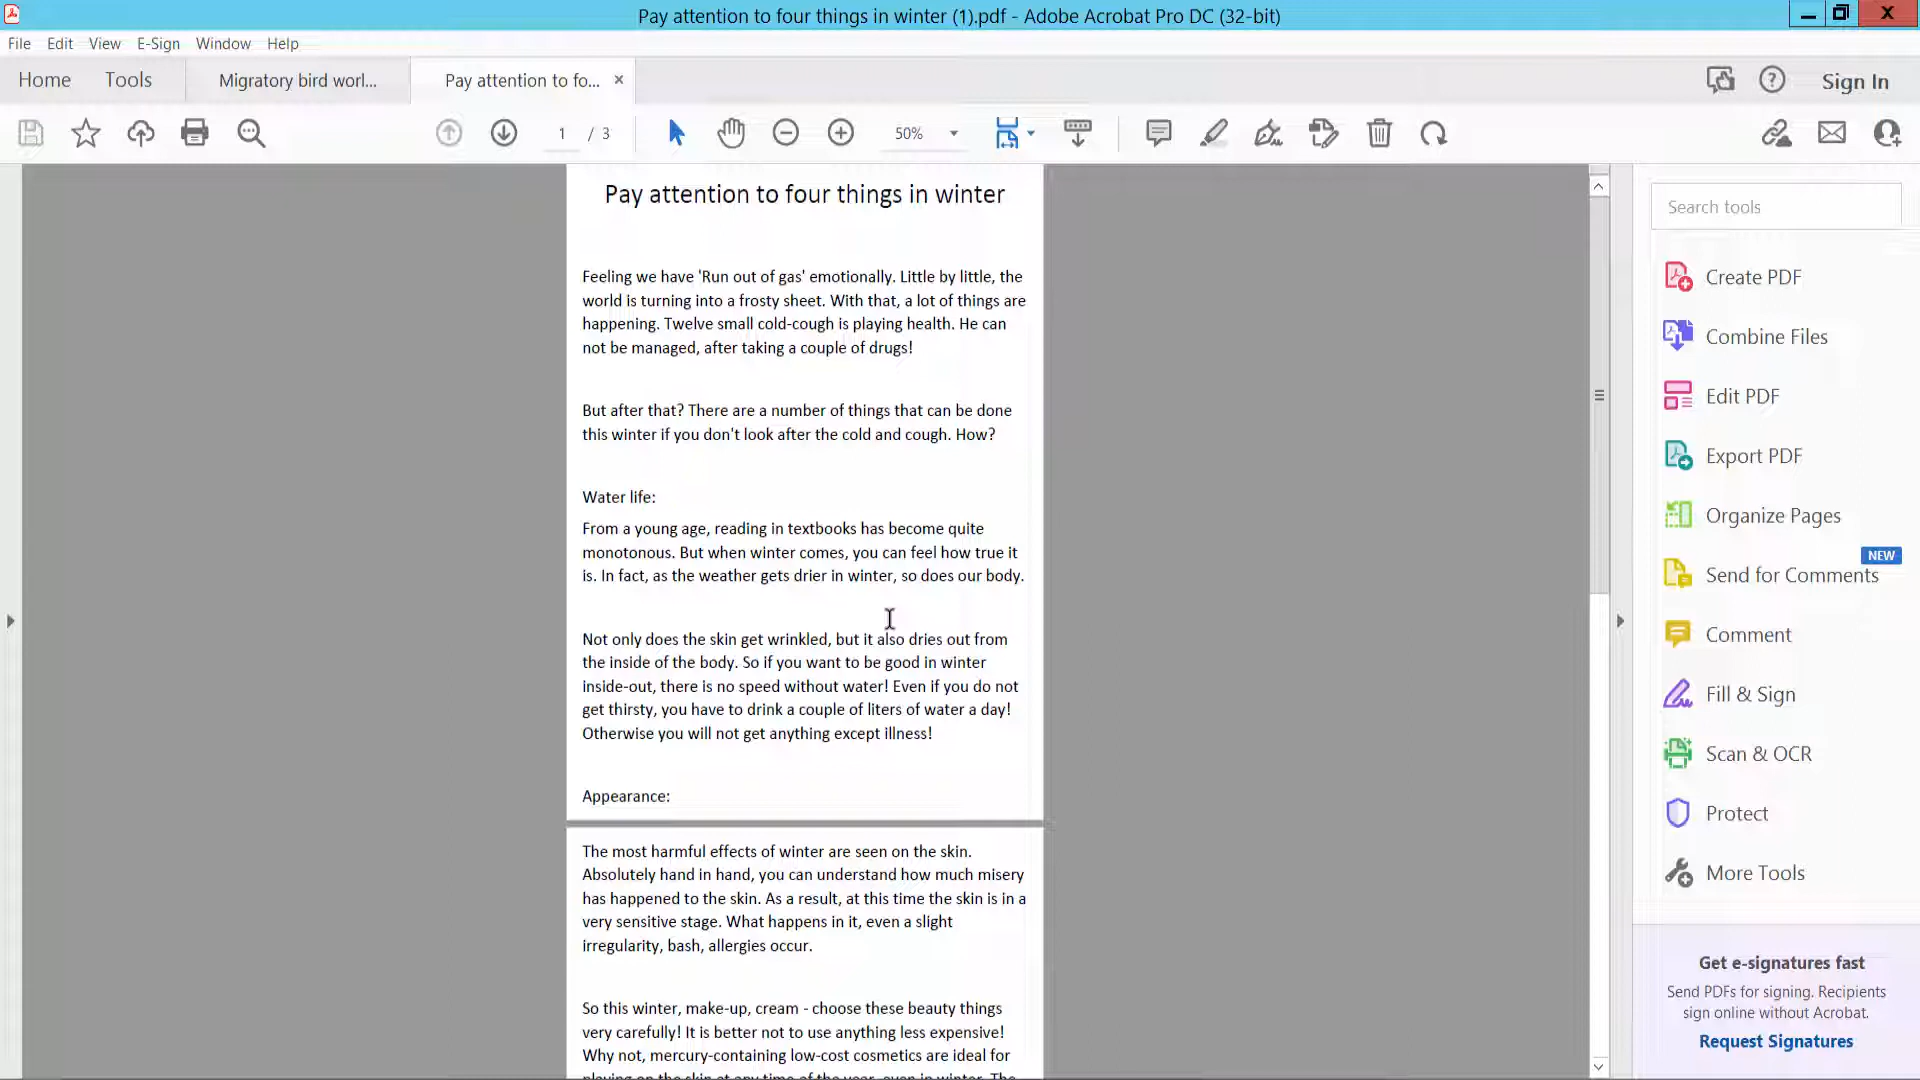 Pay attention to four things in winter (1).pdf - Adobe Acrobat Pro DC (32-bit)
File Edit View E-Sign Window Help
Home Tools Migratory bird worl... Pay attention to fo... × Sign In
1 / 3 50%
Pay attention to four things in winter
Feeling we have 'Run out of gas' emotionally. Little by little, the
world is turning into a frosty sheet. With that, a lot of things are
happening. Twelve small cold-cough is playing health. He can
not be managed, after taking a couple of drugs!
But after that? There are a number of things that can be done
this winter if you don't look after the cold and cough. How?
Water life:
From a young age, reading in textbooks has become quite
monotonous. But when winter comes, you can feel how true it
is. In fact, as the weather gets drier in winter, so does our body.
Not only does the skin get wrinkled, but it also dries out from
the inside of the body. So if you want to be good in winter
inside-out, there is no speed without water! Even if you do not
get thirsty, you have to drink a couple of liters of water a day!
Otherwise you will not get anything except illness!
Appearance:
The most harmful effects of winter are seen on the skin.
Absolutely hand in hand, you can understand how much misery
has happened to the skin. As a result, at this time the skin is in a
very sensitive stage. What happens in it, even a slight
irregularity, bash, allergies occur.
So this winter, make-up, cream - choose these beauty things
very carefully! It is better not to use anything less expensive!
Why not, mercury-containing low-cost cosmetics are ideal for
playing on the skin at any time of the year, even in winter. The
Search tools
Create PDF
Combine Files
Edit PDF
Export PDF
Organize Pages
NEW
Send for Comments
Comment
Fill & Sign
Scan & OCR
Protect
More Tools
Get e-signatures fast
Send PDFs for signing. Recipients
sign online without Acrobat.
Request Signatures